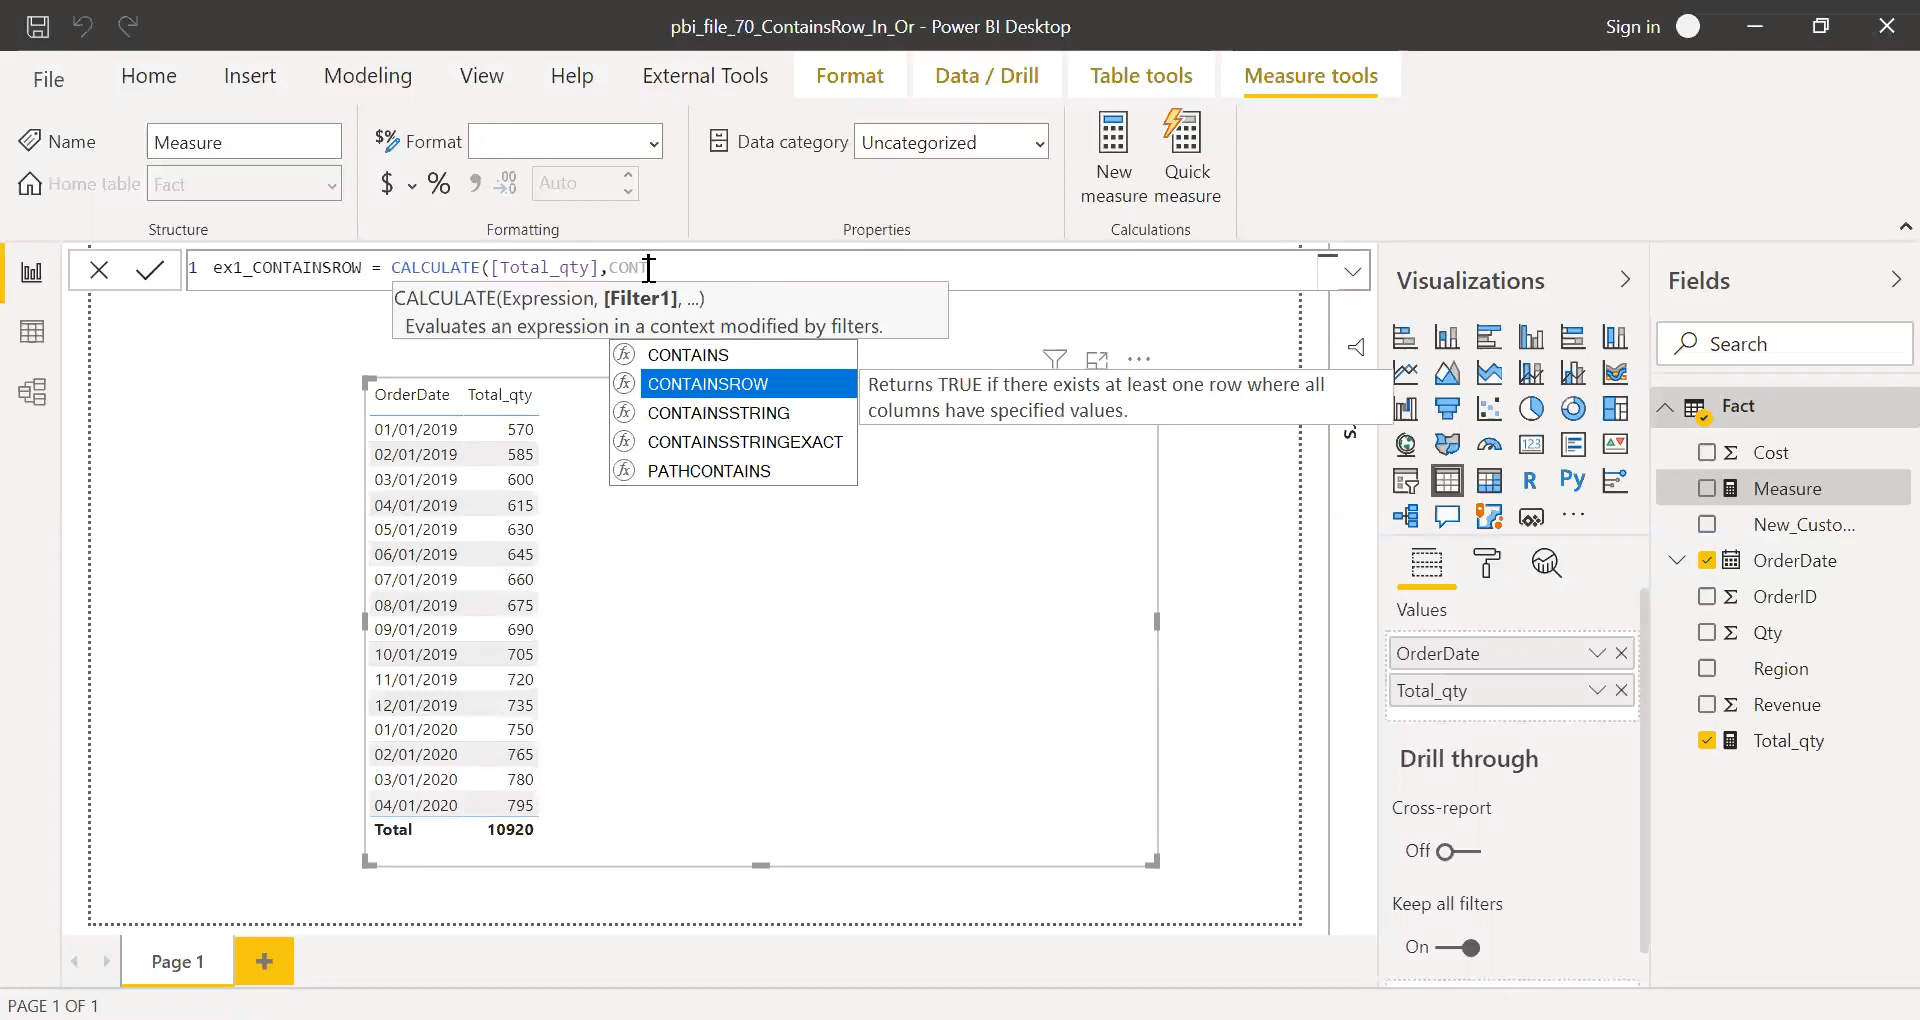 pbi_file_70_ContainsRow_In_Or - Power BI Desktop
Sign in
File Home Insert Modeling View Help External Tools Format Data / Drill Table tools Measure tools
Name Measure
Home table Fact
Structure
$% Format
$ % Auto
Formatting
Data category Uncategorized
Properties
New measure
Quick measure
Calculations
1 ex1_CONTAINSROW = CALCULATE([Total_qty],CONT
CALCULATE(Expression, [Filter1], ...)
Evaluates an expression in a context modified by filters.
CONTAINS
CONTAINSROW
CONTAINSSTRING
CONTAINSSTRINGEXACT
PATHCONTAINS
Returns TRUE if there exists at least one row where all
columns have specified values.
OrderDate Total_qty
01/01/2019 570
02/01/2019 585
03/01/2019 600
04/01/2019 615
05/01/2019 630
06/01/2019 645
07/01/2019 660
08/01/2019 675
09/01/2019 690
10/01/2019 705
11/01/2019 720
12/01/2019 735
01/01/2020 750
02/01/2020 765
03/01/2020 780
04/01/2020 795
Total 10920
Visualizations
R Py
123
Values
OrderDate
Total_qty
Drill through
Cross-report
Off
Keep all filters
On
Fields
Search
Fact
Cost
Measure
New_Custo...
OrderDate
OrderID
Qty
Region
Revenue
Total_qty
Page 1
PAGE 1 OF 1